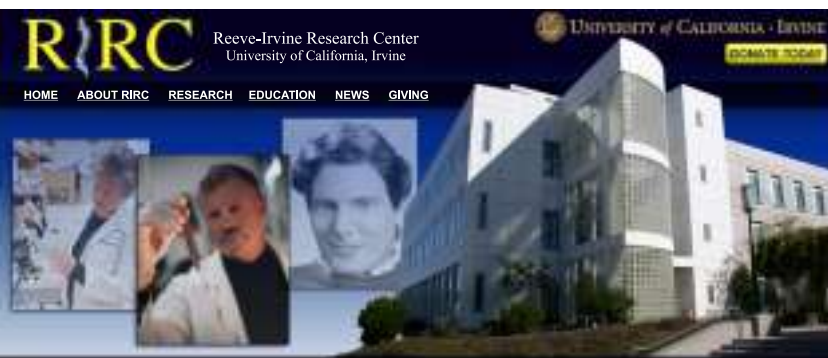 RIRC
Reeve-Irvine Research Center
University of California, Irvine
UNIVERSITY of CALIFORNIA · IRVINE
DONATE TODAY
HOME ABOUT RIRC RESEARCH EDUCATION NEWS GIVING